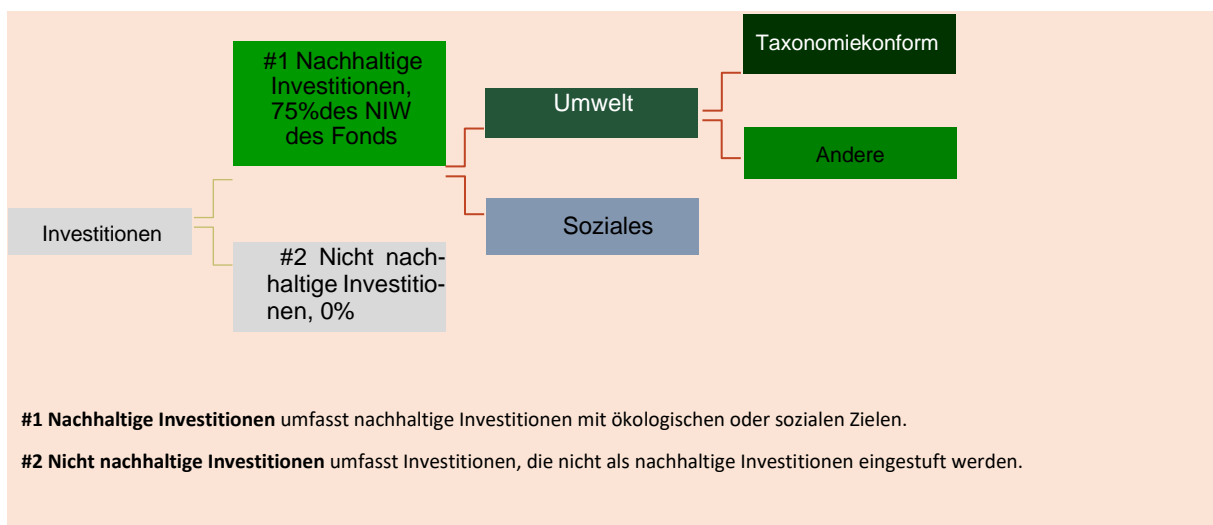 Taxonomiekonform
#1 Nachhaltige
Investitionen,
75%des NIW
des Fonds
Umwelt
Andere
Investitionen
Soziales
#2 Nicht nach-
haltige Investitio-
nen, 0%
#1 Nachhaltige Investitionen umfasst nachhaltige Investitionen mit ökologischen oder sozialen Zielen.
#2 Nicht nachhaltige Investitionen umfasst Investitionen, die nicht als nachhaltige Investitionen eingestuft werden.